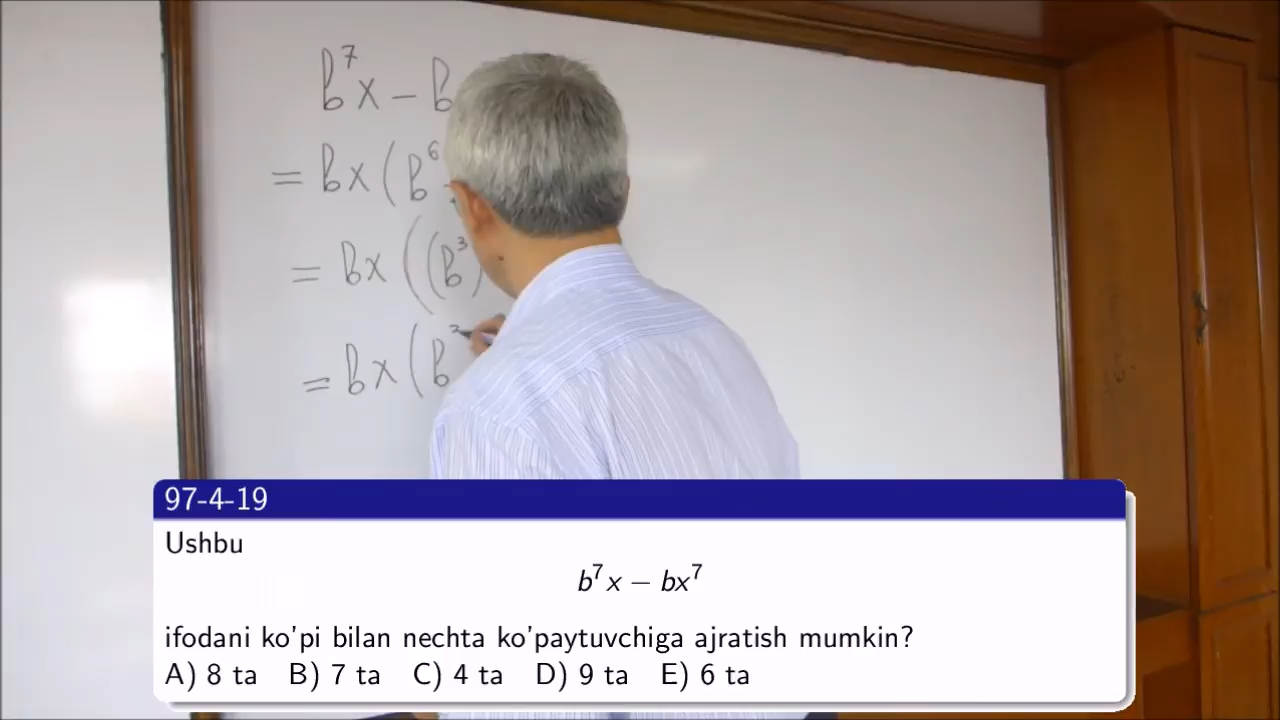 b⁷x – b
= bx (b⁶
= bx ((b³)
= bx (b³
97-4-19
Ushbu
b⁷x − bx⁷
ifodani ko'pi bilan nechta ko'paytuvchiga ajratish mumkin?
A) 8 ta B) 7 ta C) 4 ta D) 9 ta E) 6 ta